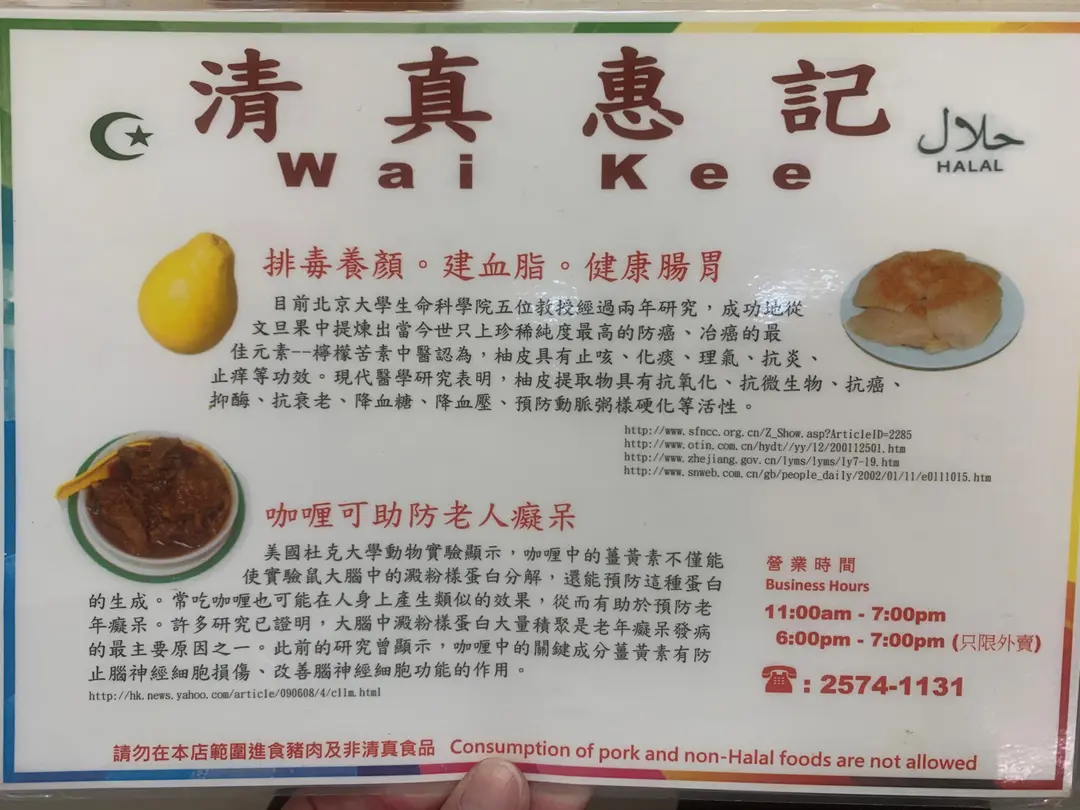 清真惠記
Wai Kee
حلال
HALAL
排毒養顏。建血脂。健康腸胃
目前北京大學生命科學院五位教授經過兩年研究，成功地從
文旦果中提煉出當今世只上珍稀純度最高的防癌、冶癌的最
佳元素--檸檬苦素中醫認為，柚皮具有止咳、化痰、理氣、抗炎、
止痒等功效。現代醫學研究表明，柚皮提取物具有抗氧化、抗微生物、抗癌、
抑酶、抗衰老、降血糖、降血壓、預防動脈粥樣硬化等活性。
http://www.sfncc.org.cn/Z_Show.asp?ArticleID=2285
http://www.otin.com.cn/hydt//yy/12/200112501.htm
http://www.zhejiang.gov.cn/lyms/lyms/ly7-19.htm
http://www.snweb.com.cn/gb/people_daily/2002/01/11/e0111015.htm
咖喱可助防老人癡呆
美國杜克大學動物實驗顯示，咖喱中的薑黃素不僅能
使實驗鼠大腦中的澱粉樣蛋白分解，還能預防這種蛋白
的生成。常吃咖喱也可能在人身上產生類似的效果，從而有助於預防老
年癡呆。許多研究已證明，大腦中澱粉樣蛋白大量積聚是老年癡呆發病
的最主要原因之一。此前的研究曾顯示，咖喱中的關鍵成分薑黃素有防
止腦神經細胞損傷、改善腦神經細胞功能的作用。
http://hk.news.yahoo.com/article/090608/4/cllm.html
營業時間
Business Hours
11:00am - 7:00pm
6:00pm - 7:00pm (只限外賣)
☎ : 2574-1131
請勿在本店範圍進食豬肉及非清真食品 Consumption of pork and non-Halal foods are not allowed